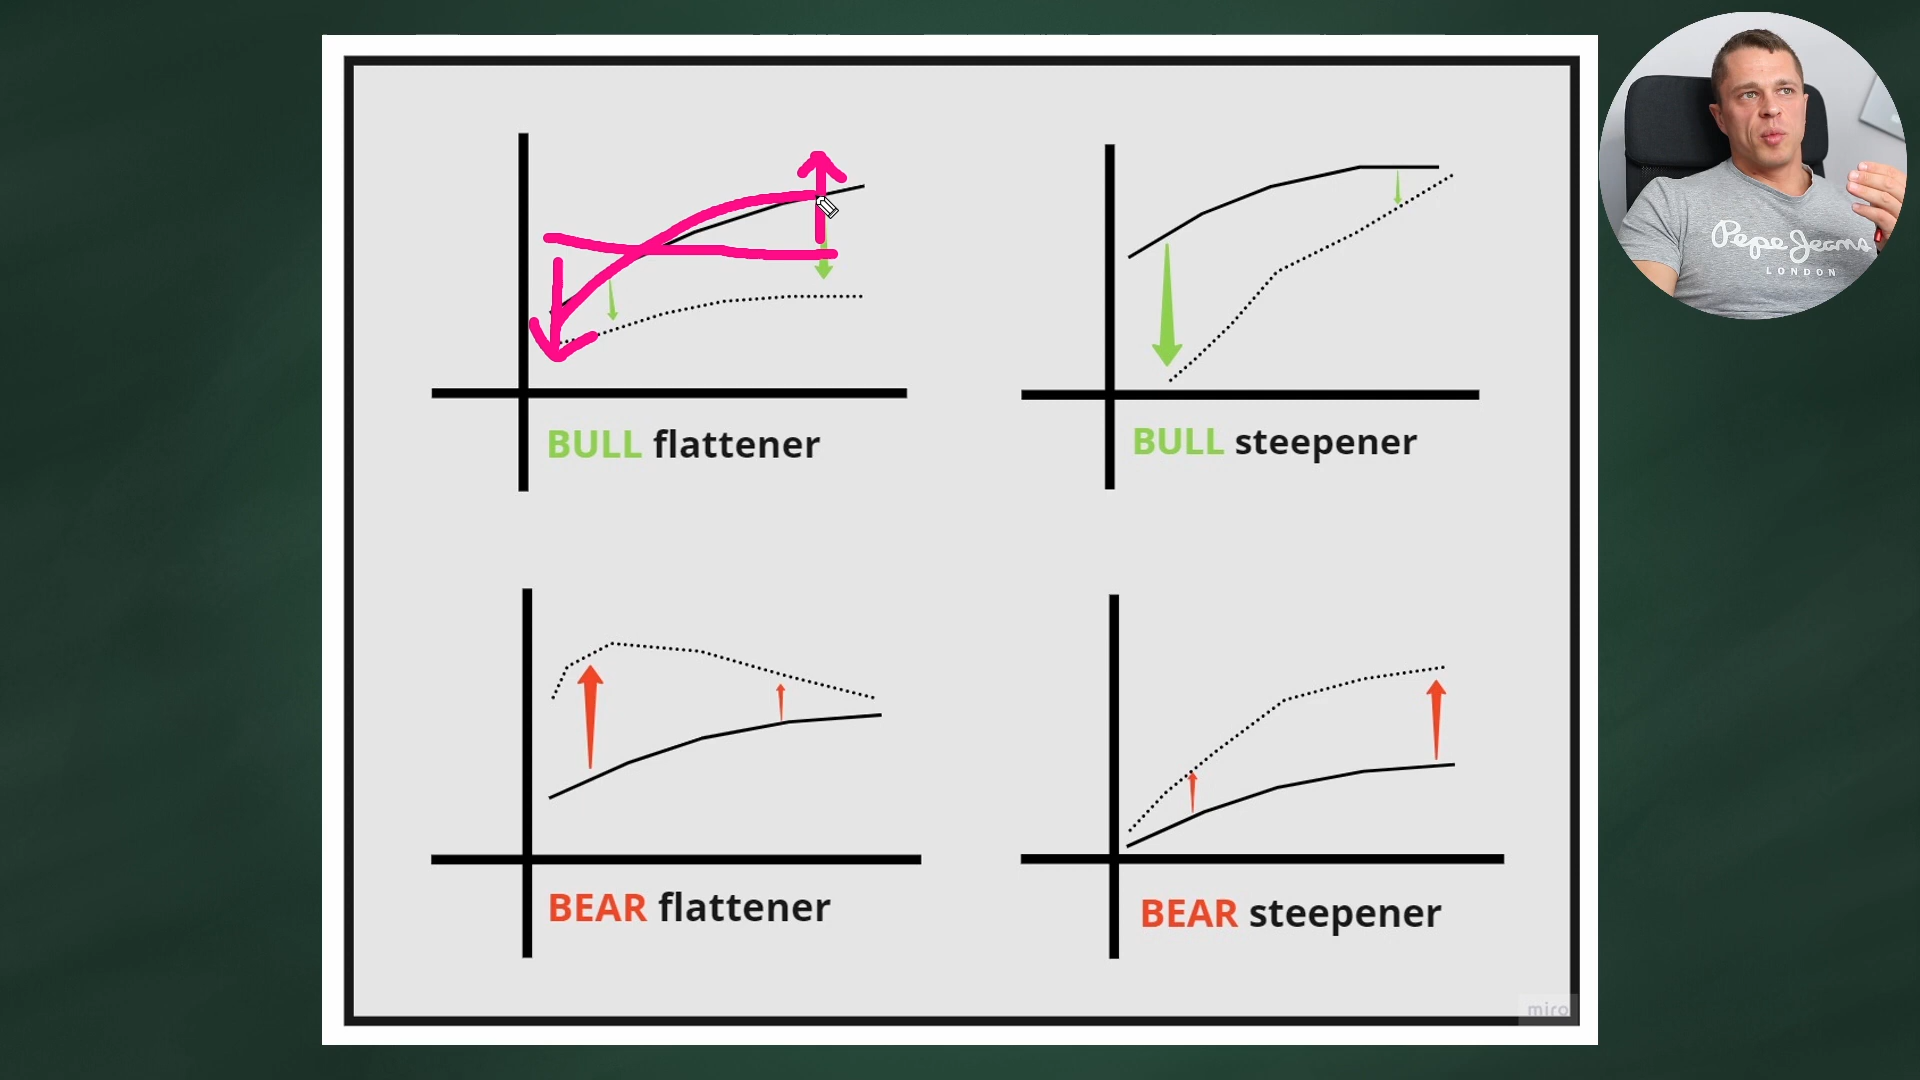 BULL flattener
BULL steepener
BEAR flattener
BEAR steepener
miro
Pepe Jeans
LONDON